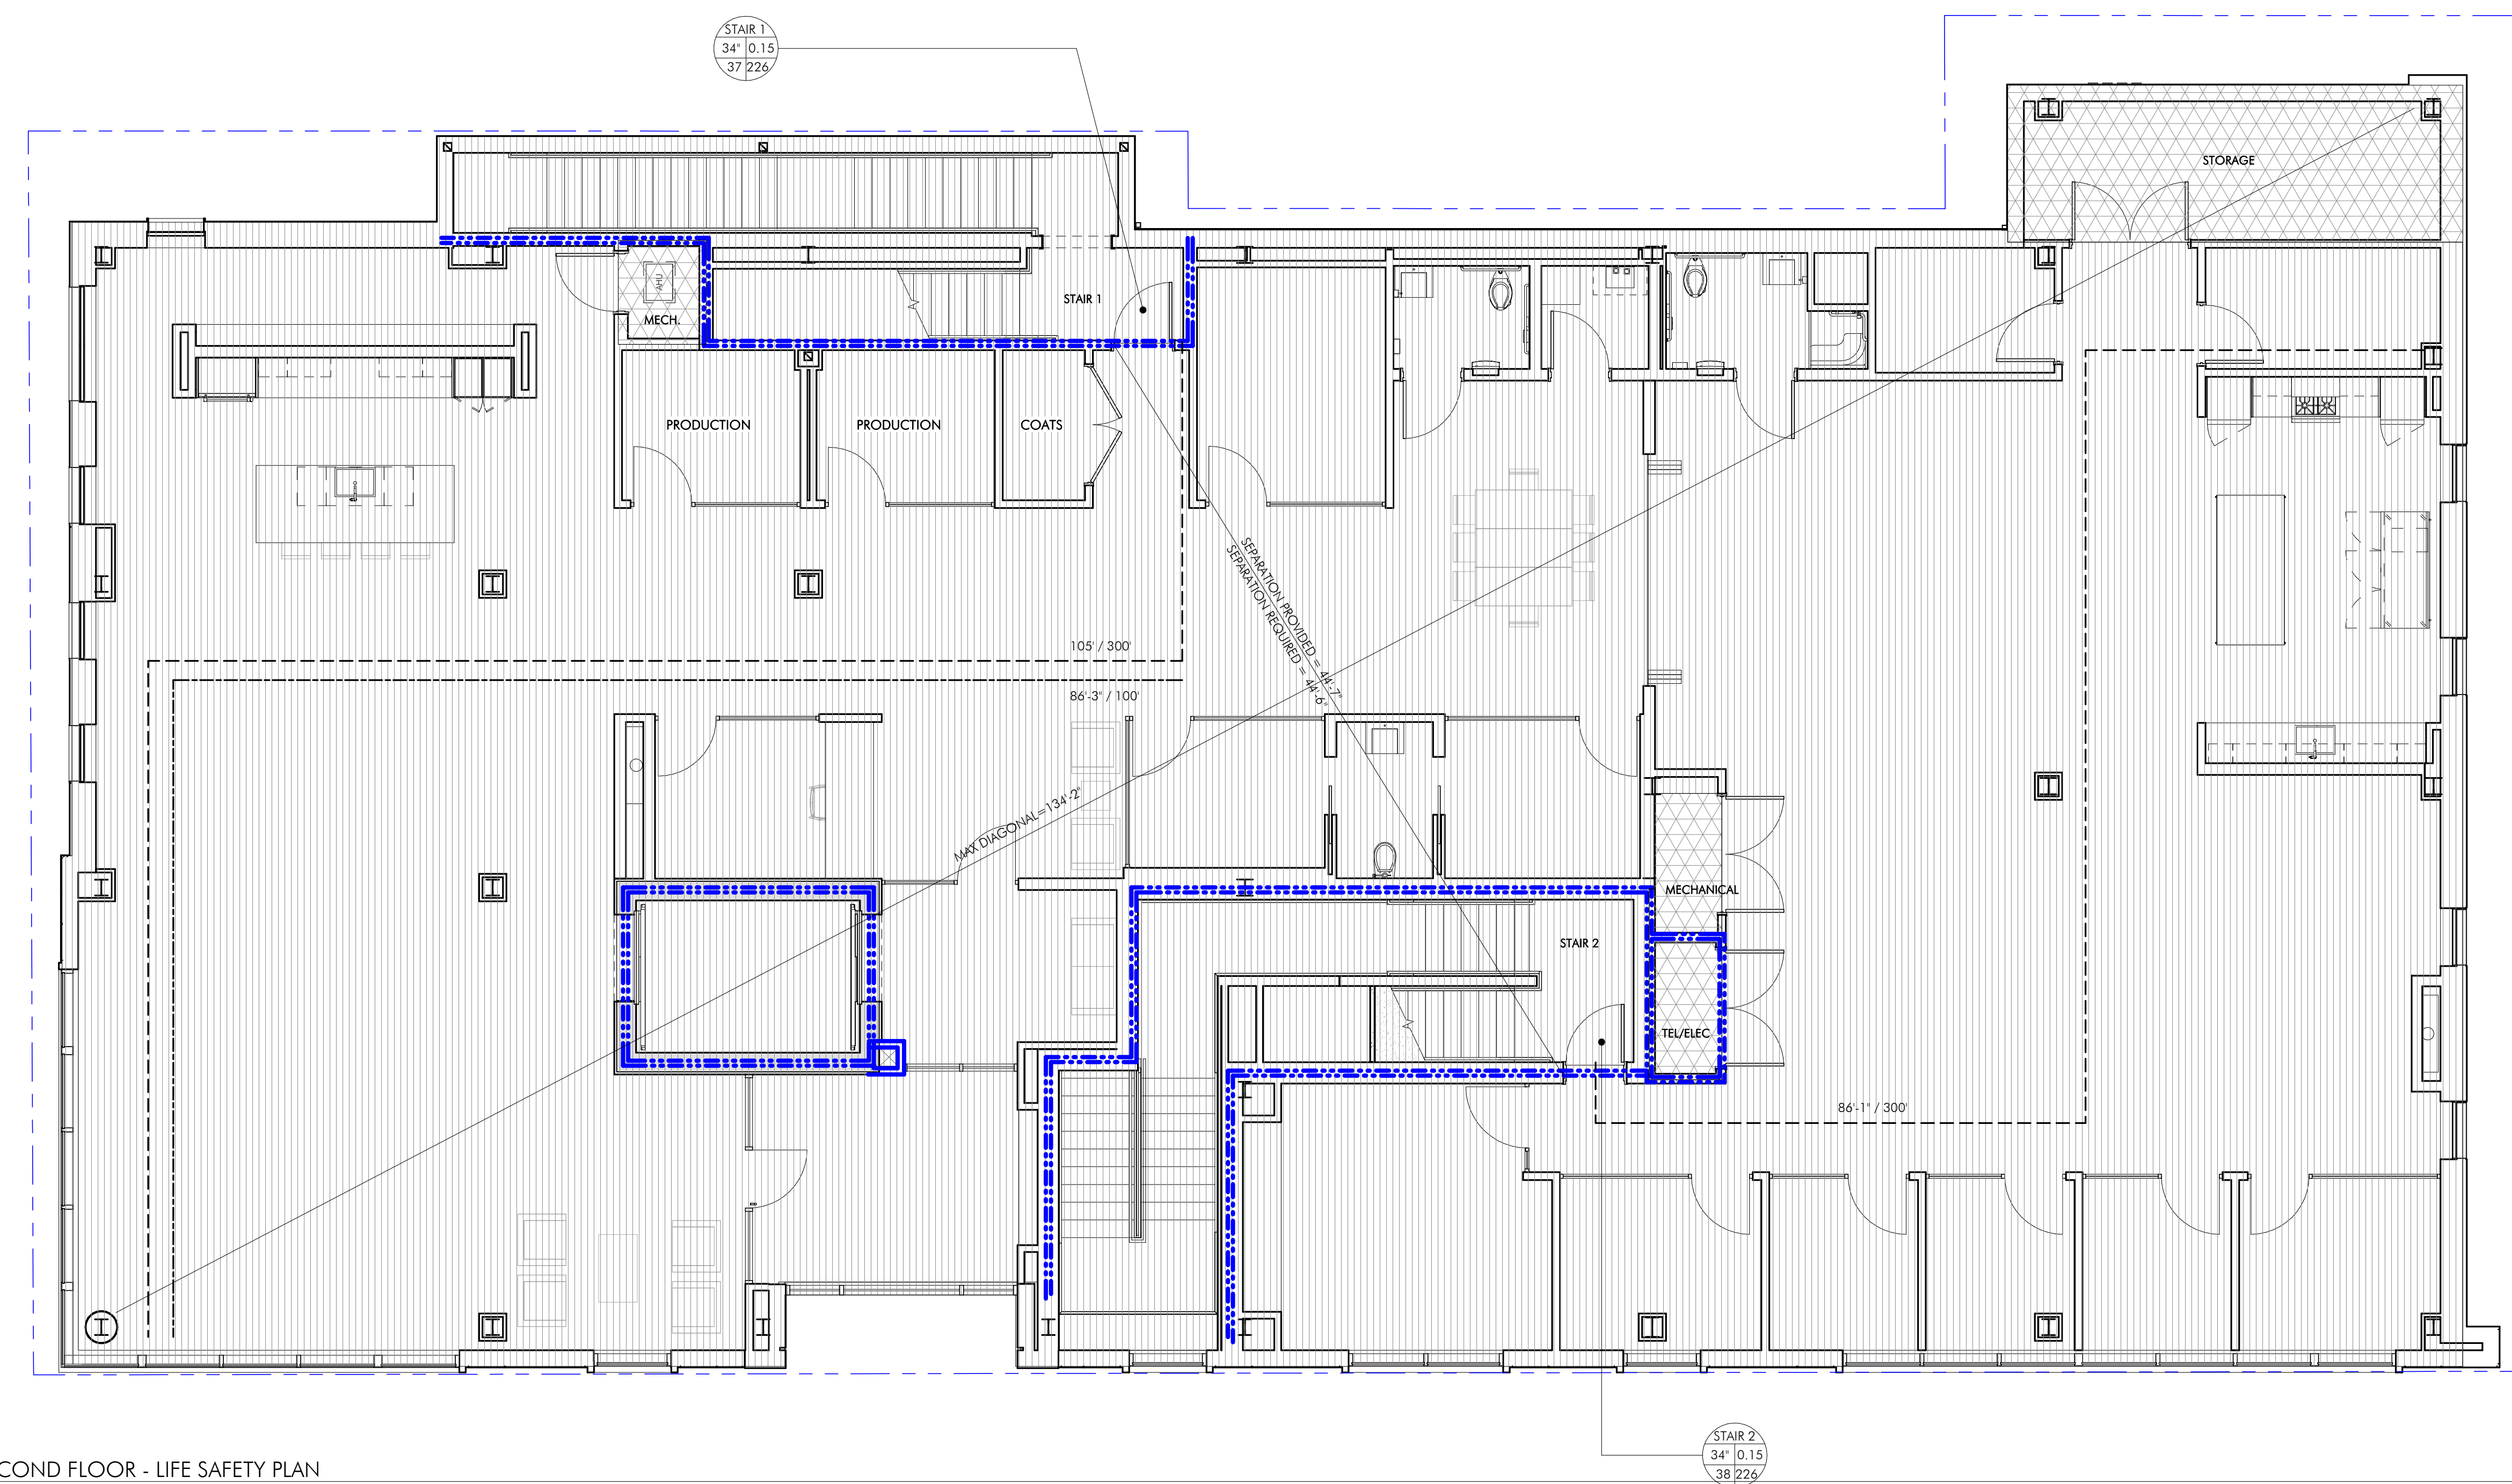 STAIR 1
34" 0.15
37 226
STORAGE
AHU
MECH.
STAIR 1
PRODUCTION
PRODUCTION
COATS
SEPARATION PROVIDED = 44'-7"
SEPARATION REQUIRED = 44'-6"
105' / 300'
86'-3" / 100'
MAX DIAGONAL=134'-2"
MECHANICAL
STAIR 2
TEL/ELEC
86'-1" / 300'
STAIR 2
34" 0.15
38 226
COND FLOOR - LIFE SAFETY PLAN